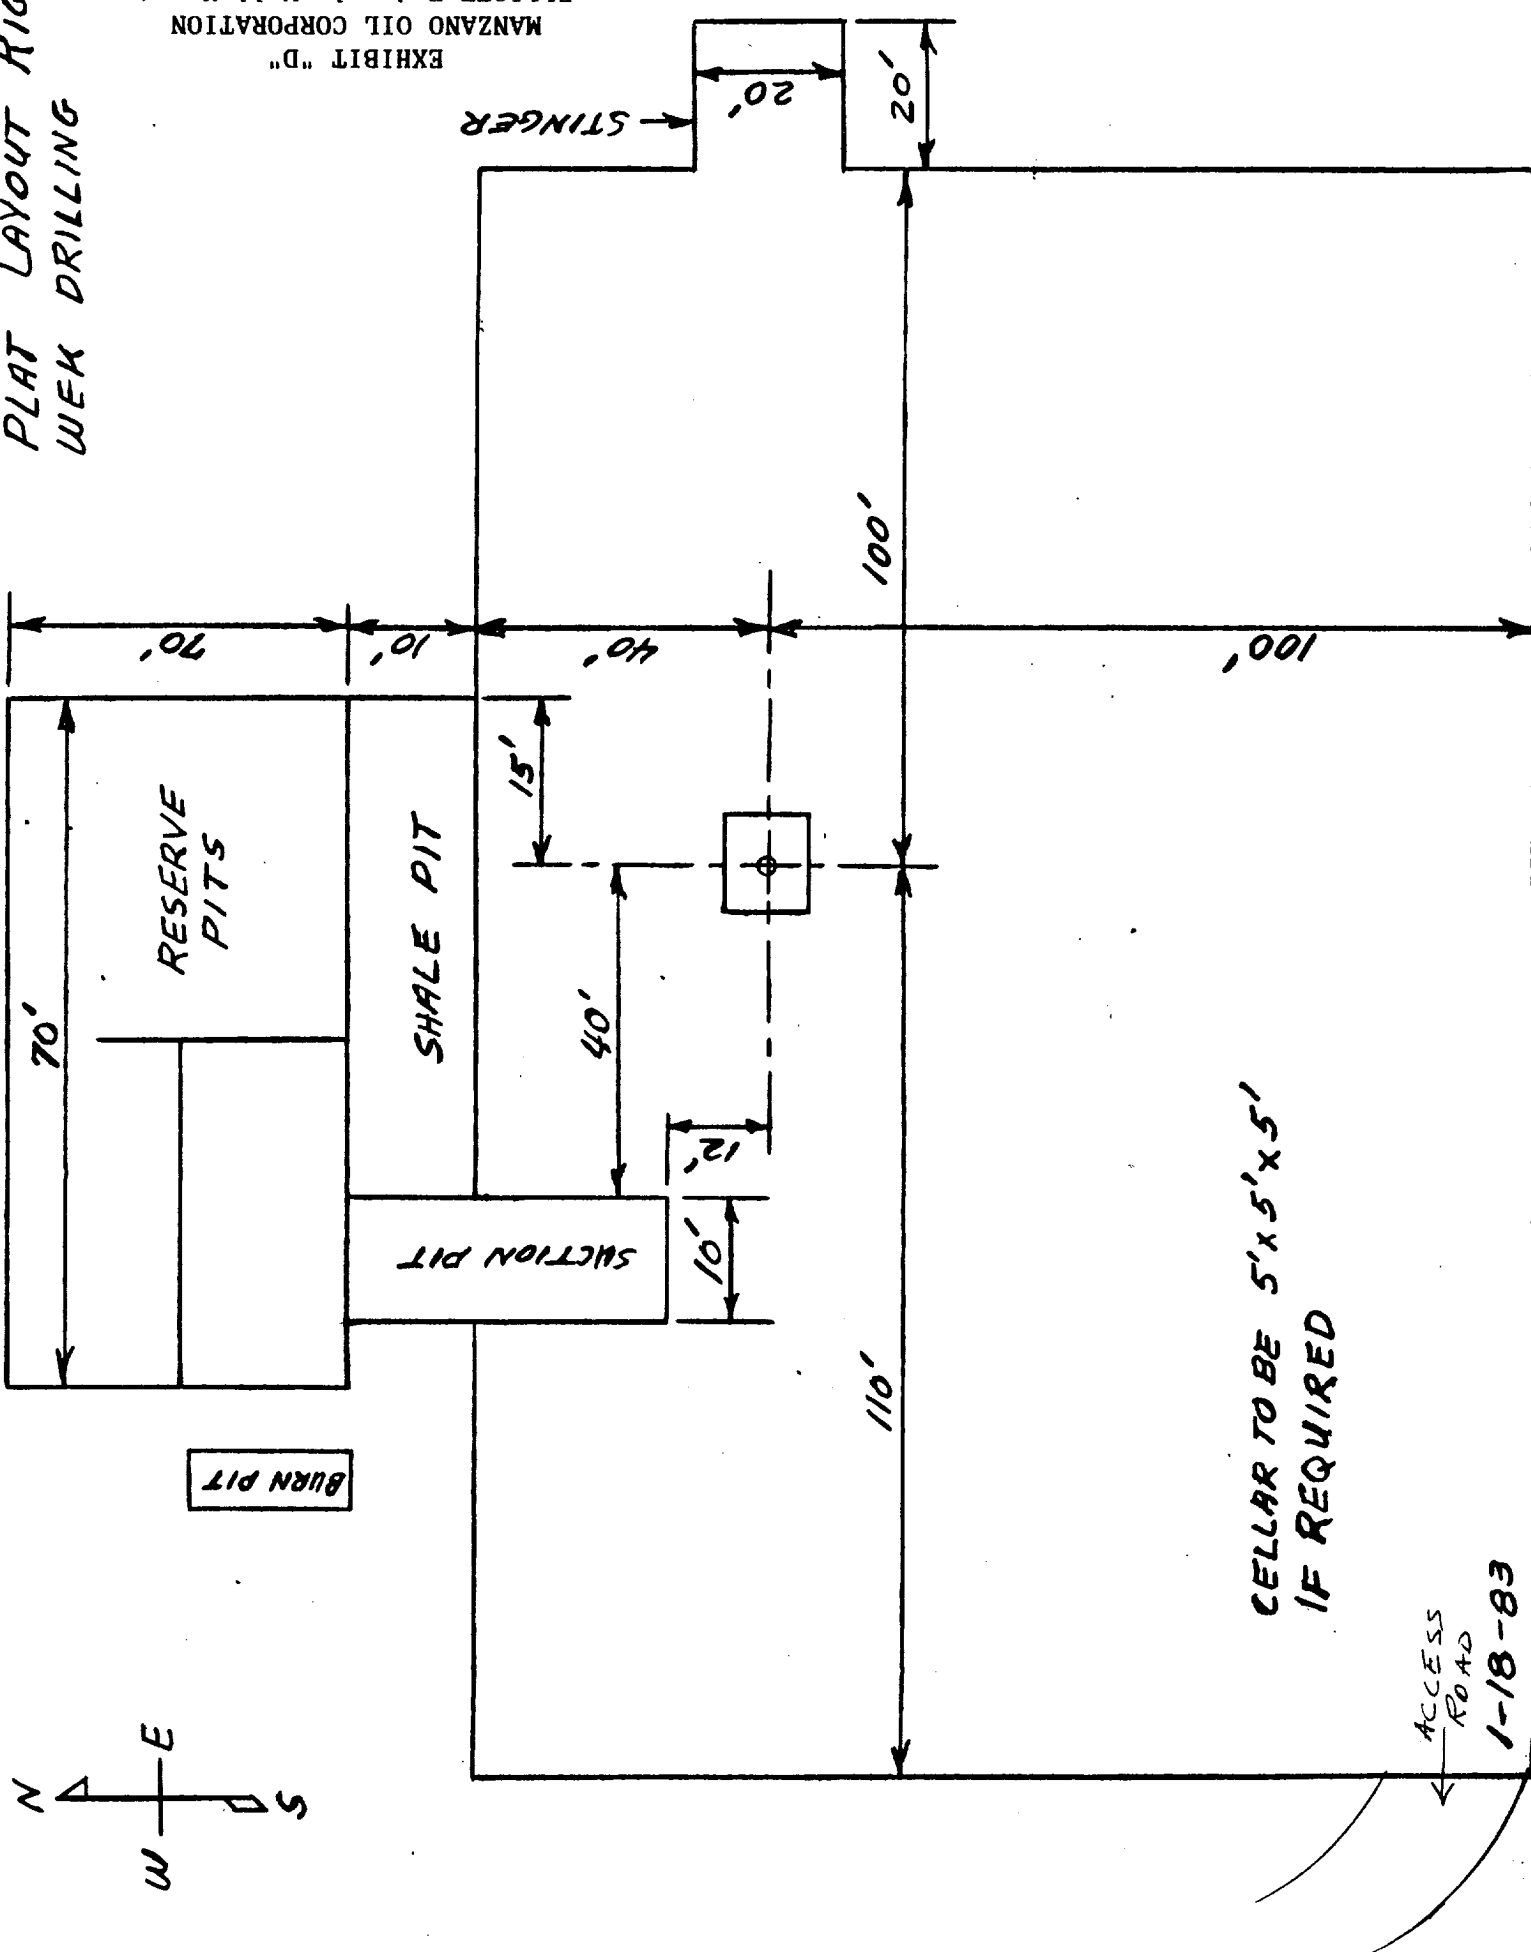 PLAT LAYOUT
WEK DRILLING
EXHIBIT "D"
MANZANO OIL CORPORATION
STINGER
20'
20'
70'
10'
40'
100'
100'
70'
RESERVE
PITS
SHALE PIT
15'
40'
12'
10'
SUCTION PIT
BURN PIT
110'
N
W E
S
CELLAR TO BE 5'x5'x5'
IF REQUIRED
ACCESS
ROAD
1-18-83